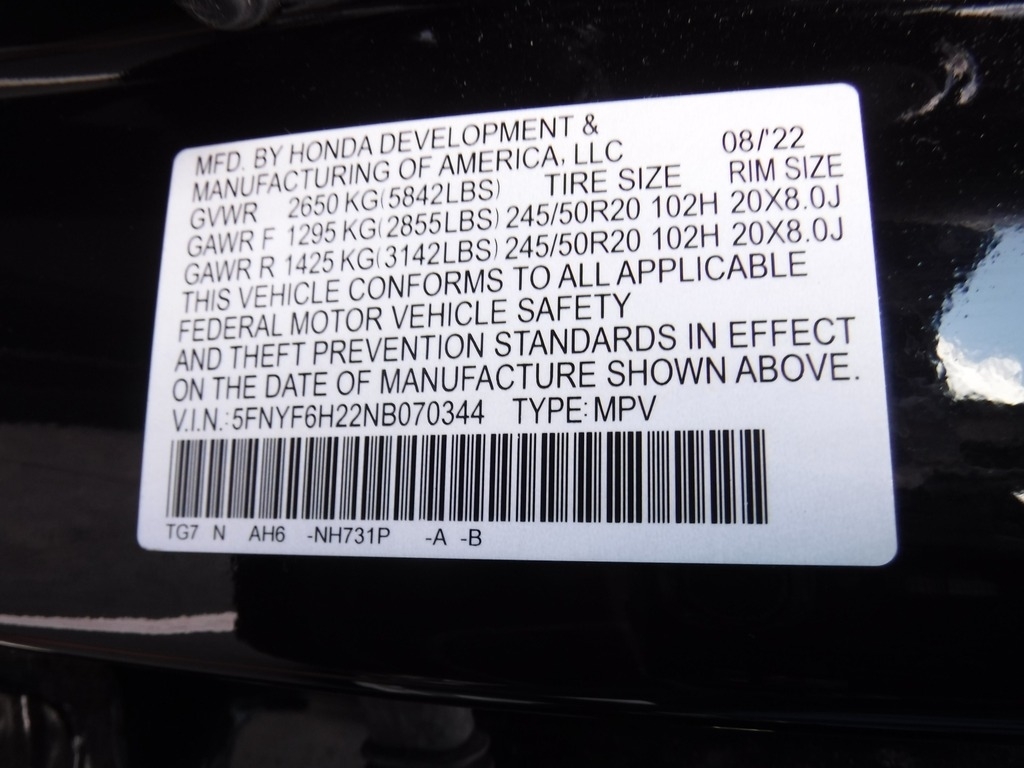 MFD. BY HONDA DEVELOPMENT &
MANUFACTURING OF AMERICA, LLC 08/'22
GVWR 2650 KG(5842LBS) TIRE SIZE RIM SIZE
GAWR F 1295 KG(2855LBS) 245/50R20 102H 20X8.0J
GAWR R 1425 KG(3142LBS) 245/50R20 102H 20X8.0J
THIS VEHICLE CONFORMS TO ALL APPLICABLE
FEDERAL MOTOR VEHICLE SAFETY
AND THEFT PREVENTION STANDARDS IN EFFECT
ON THE DATE OF MANUFACTURE SHOWN ABOVE.
V.I.N.: 5FNYF6H22NB070344 TYPE: MPV
TG7 N AH6 -NH731P -A -B